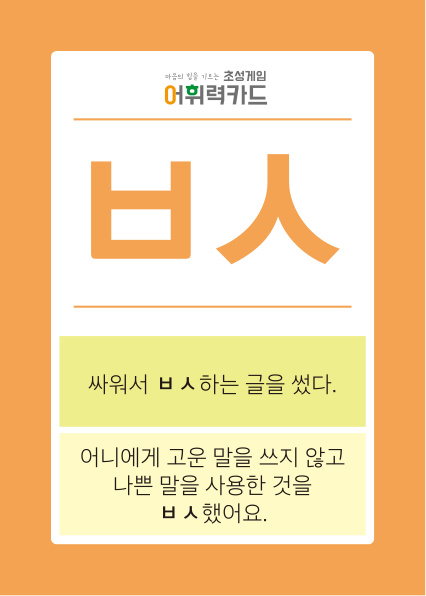 마음의 힘을 기르는 초성게임
어휘력카드
ㅂㅅ
싸워서 ㅂㅅ하는 글을 썼다.
어니에게 고운 말을 쓰지 않고
나쁜 말을 사용한 것을
ㅂㅅ했어요.